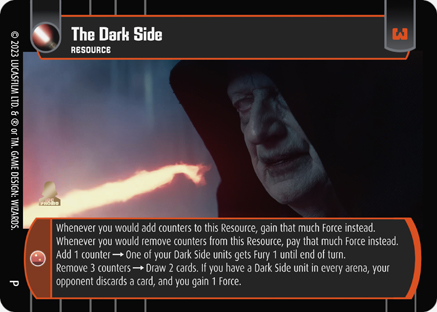 The Dark Side
RESOURCE
Whenever you would add counters to this Resource, gain that much Force instead.
Whenever you would remove counters from this Resource, pay that much Force instead.
Add 1 counter → One of your Dark Side units gets Fury 1 until end of turn.
Remove 3 counters → Draw 2 cards. If you have a Dark Side unit in every arena, your
opponent discards a card, and you gain 1 Force.
© 2023 LUCASFILM LTD. & ® or TM. GAME DESIGN: WIZARDS.
P